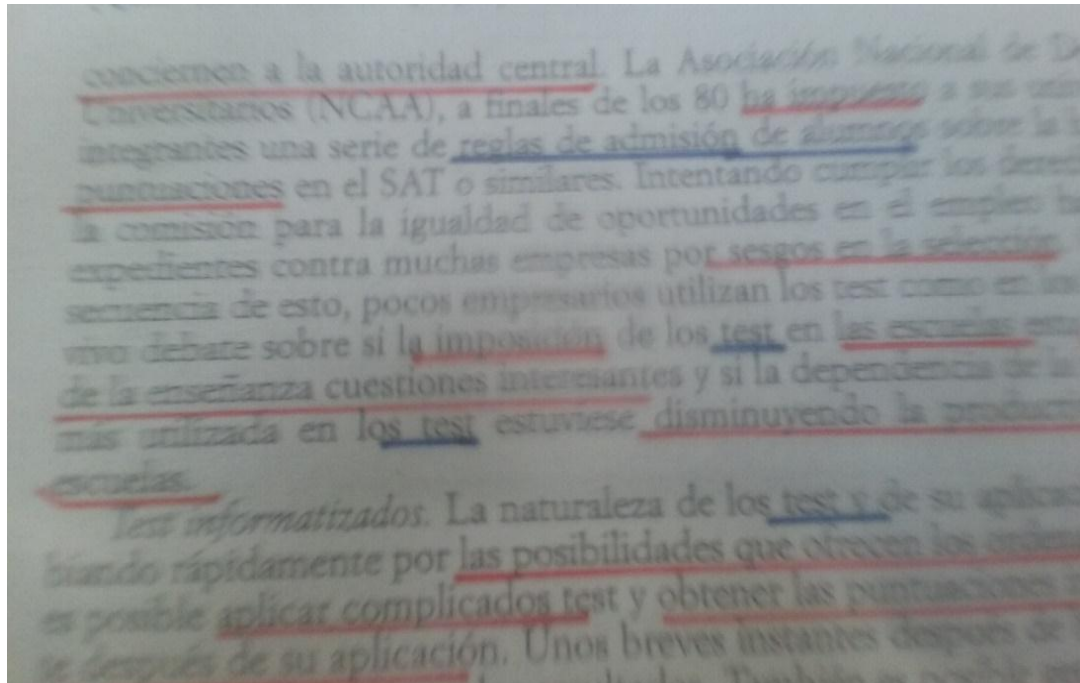 conciernen a la autoridad central. La Asociación Nacional de
Universitarios (NCAA), a finales de los 80 ha impuesto a sus
integrantes una serie de reglas de admisión de alumnos sobre la
puntuaciones en el SAT o similares. Intentando cumplir los
la comisión para la igualdad de oportunidades en el empleo
expedientes contra muchas empresas por sesgos en la selección
secuencia de esto, pocos empresarios utilizan los test como en
vivo debate sobre si la imposición de los test en las escuelas
de la enseñanza cuestiones interesantes y si la dependencia de la
más utilizada en los test estuviese disminuyendo la
escuelas.
Test informatizados. La naturaleza de los test y de su
biando rápidamente por las posibilidades que ofrecen los
es posible aplicar complicados test y obtener las puntuaciones
te después de su aplicación. Unos breves instantes después de